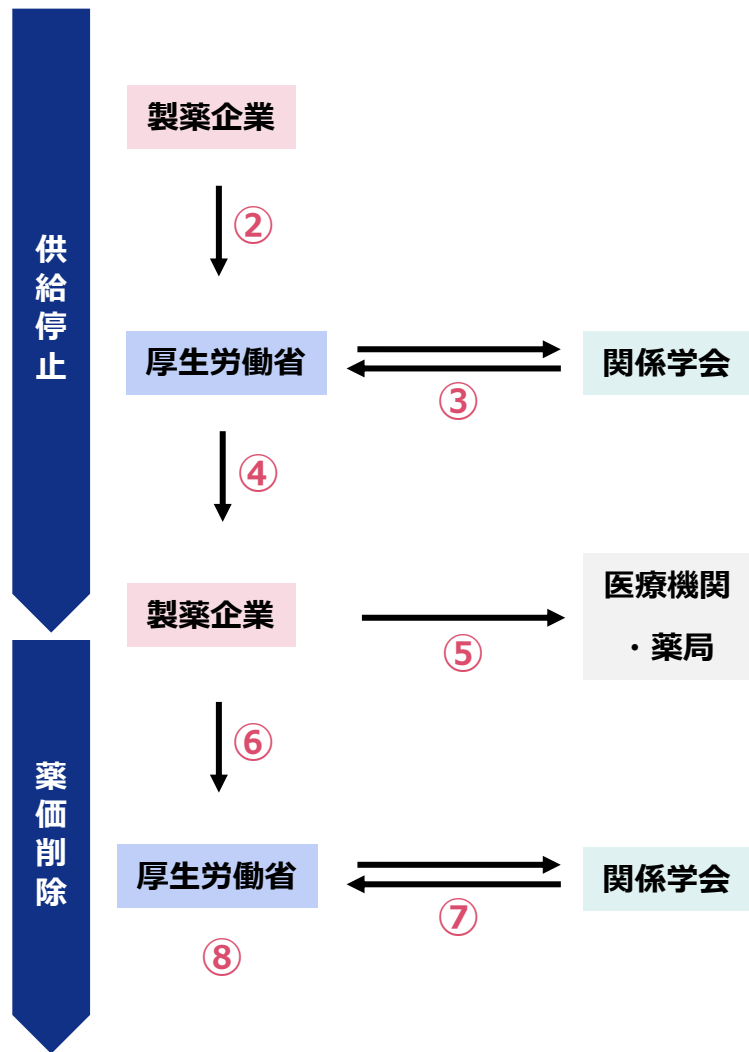 供給停止
製薬企業
②
厚生労働省
関係学会
③
④
製薬企業
医療機関
・薬局
⑤
薬価削除
⑥
厚生労働省
関係学会
⑦
⑧